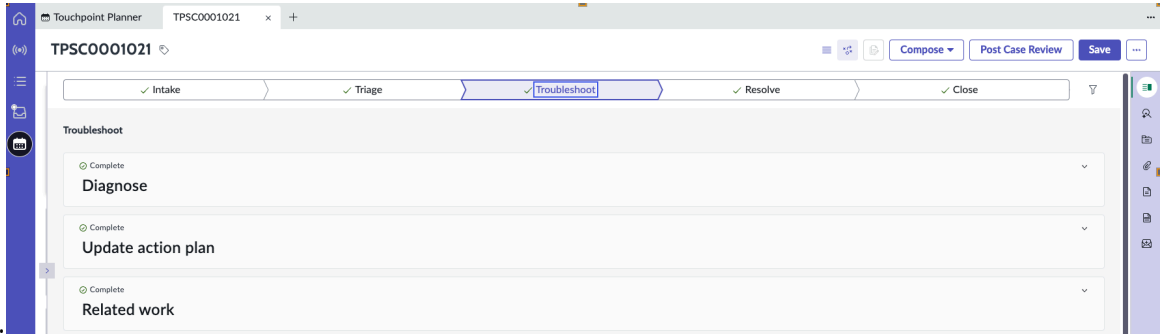 Touchpoint Planner TPSC0001021
TPSC0001021 Compose Post Case Review Save
Intake Triage Troubleshoot Resolve Close
Troubleshoot
Complete
Diagnose
Complete
Update action plan
Complete
Related work